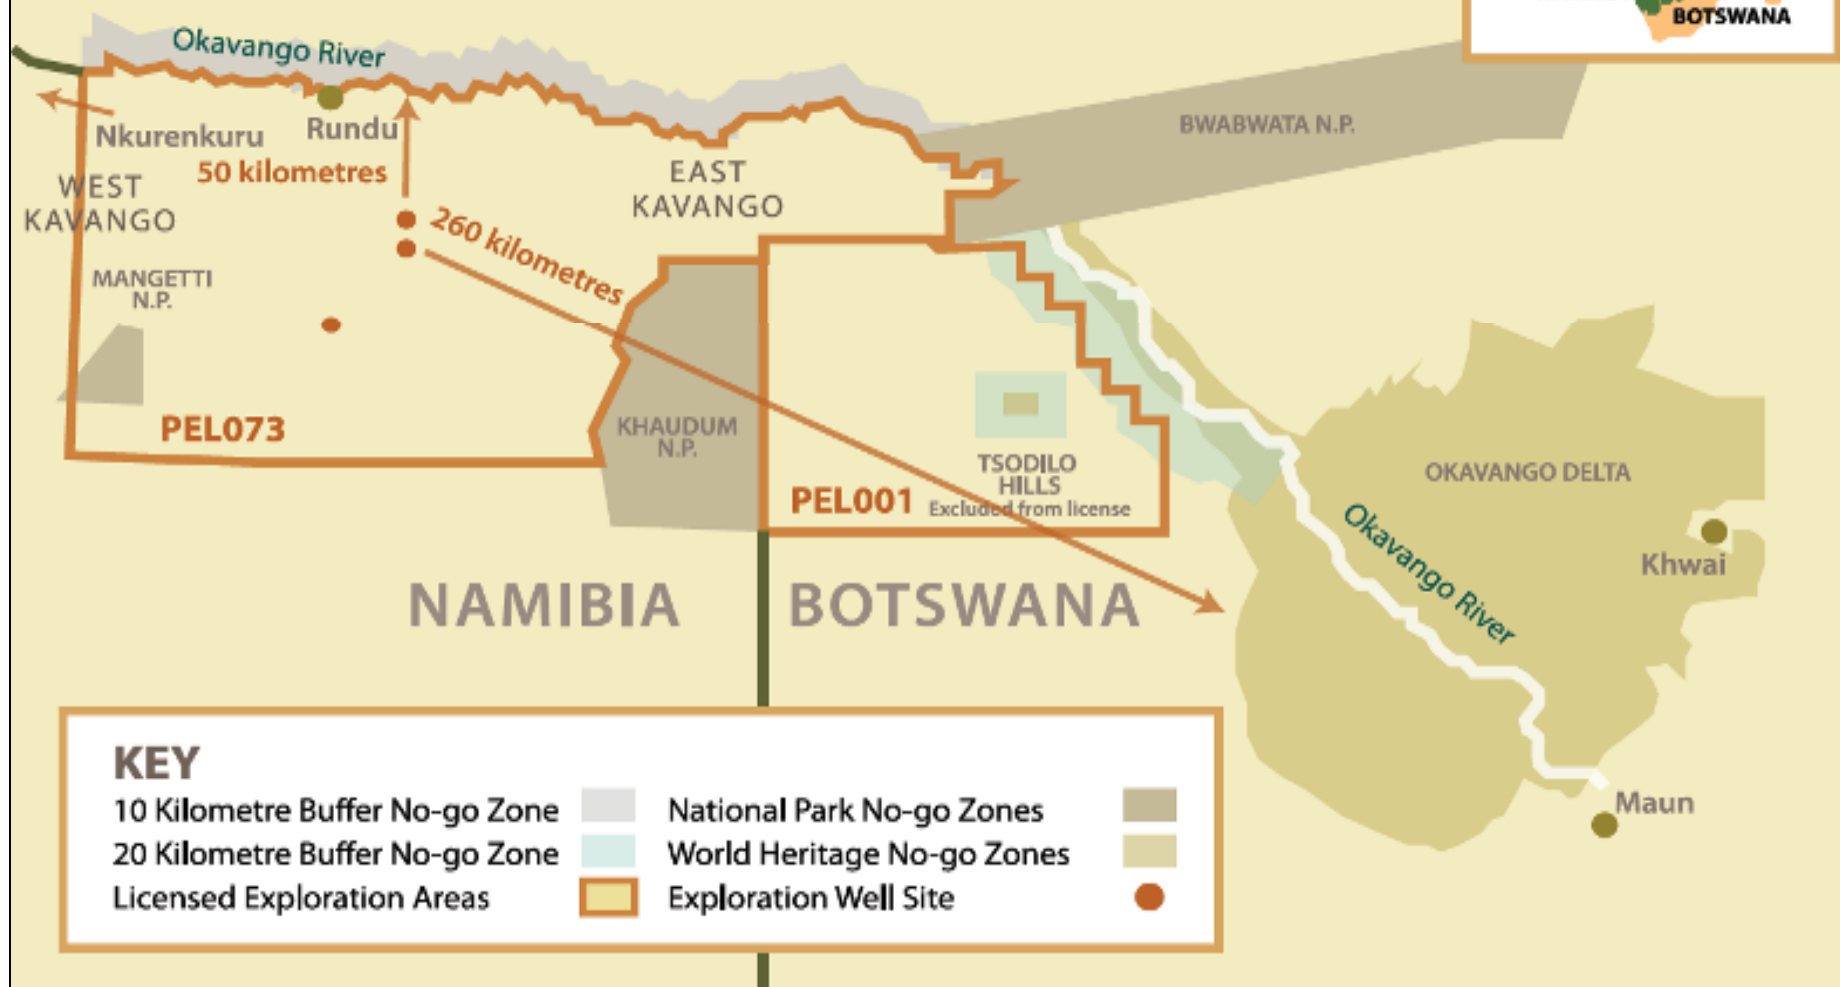 BOTSWANA
Okavango River
Nkurenkuru
Rundu
BWABWATA N.P.
50 kilometres
WEST
KAVANGO
EAST
KAVANGO
260 kilometres
MANGETTI
N.P.
PEL073
KHAUDUM
N.P.
TSODILO
HILLS
Excluded from license
PEL001
OKAVANGO DELTA
Okavango River
Khwai
NAMIBIA
BOTSWANA
Maun
KEY
10 Kilometre Buffer No-go Zone
National Park No-go Zones
20 Kilometre Buffer No-go Zone
World Heritage No-go Zones
Licensed Exploration Areas
Exploration Well Site